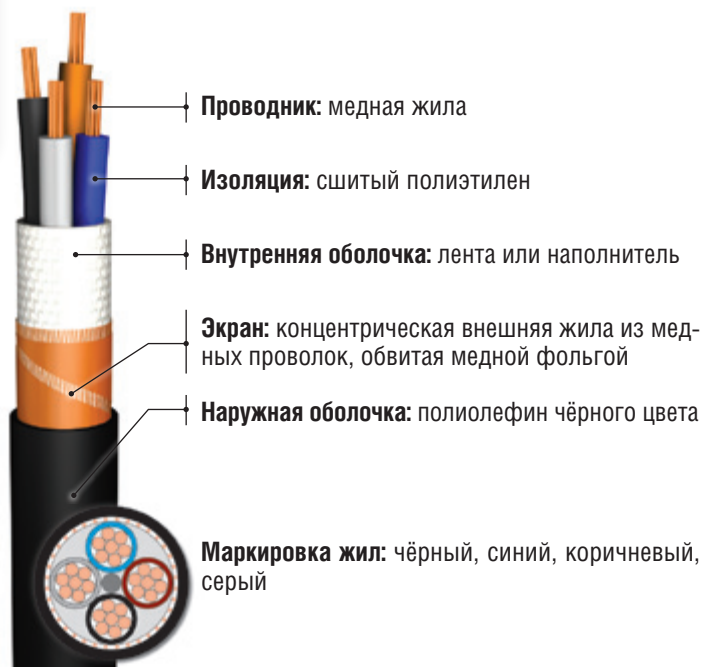 Проводник: медная жила
Изоляция: сшитый полиэтилен
Внутренняя оболочка: лента или наполнитель
Экран: концентрическая внешняя жила из мед-
ных проволок, обвитая медной фольгой
Наружная оболочка: полиолефин чёрного цвета
Маркировка жил: чёрный, синий, коричневый,
серый